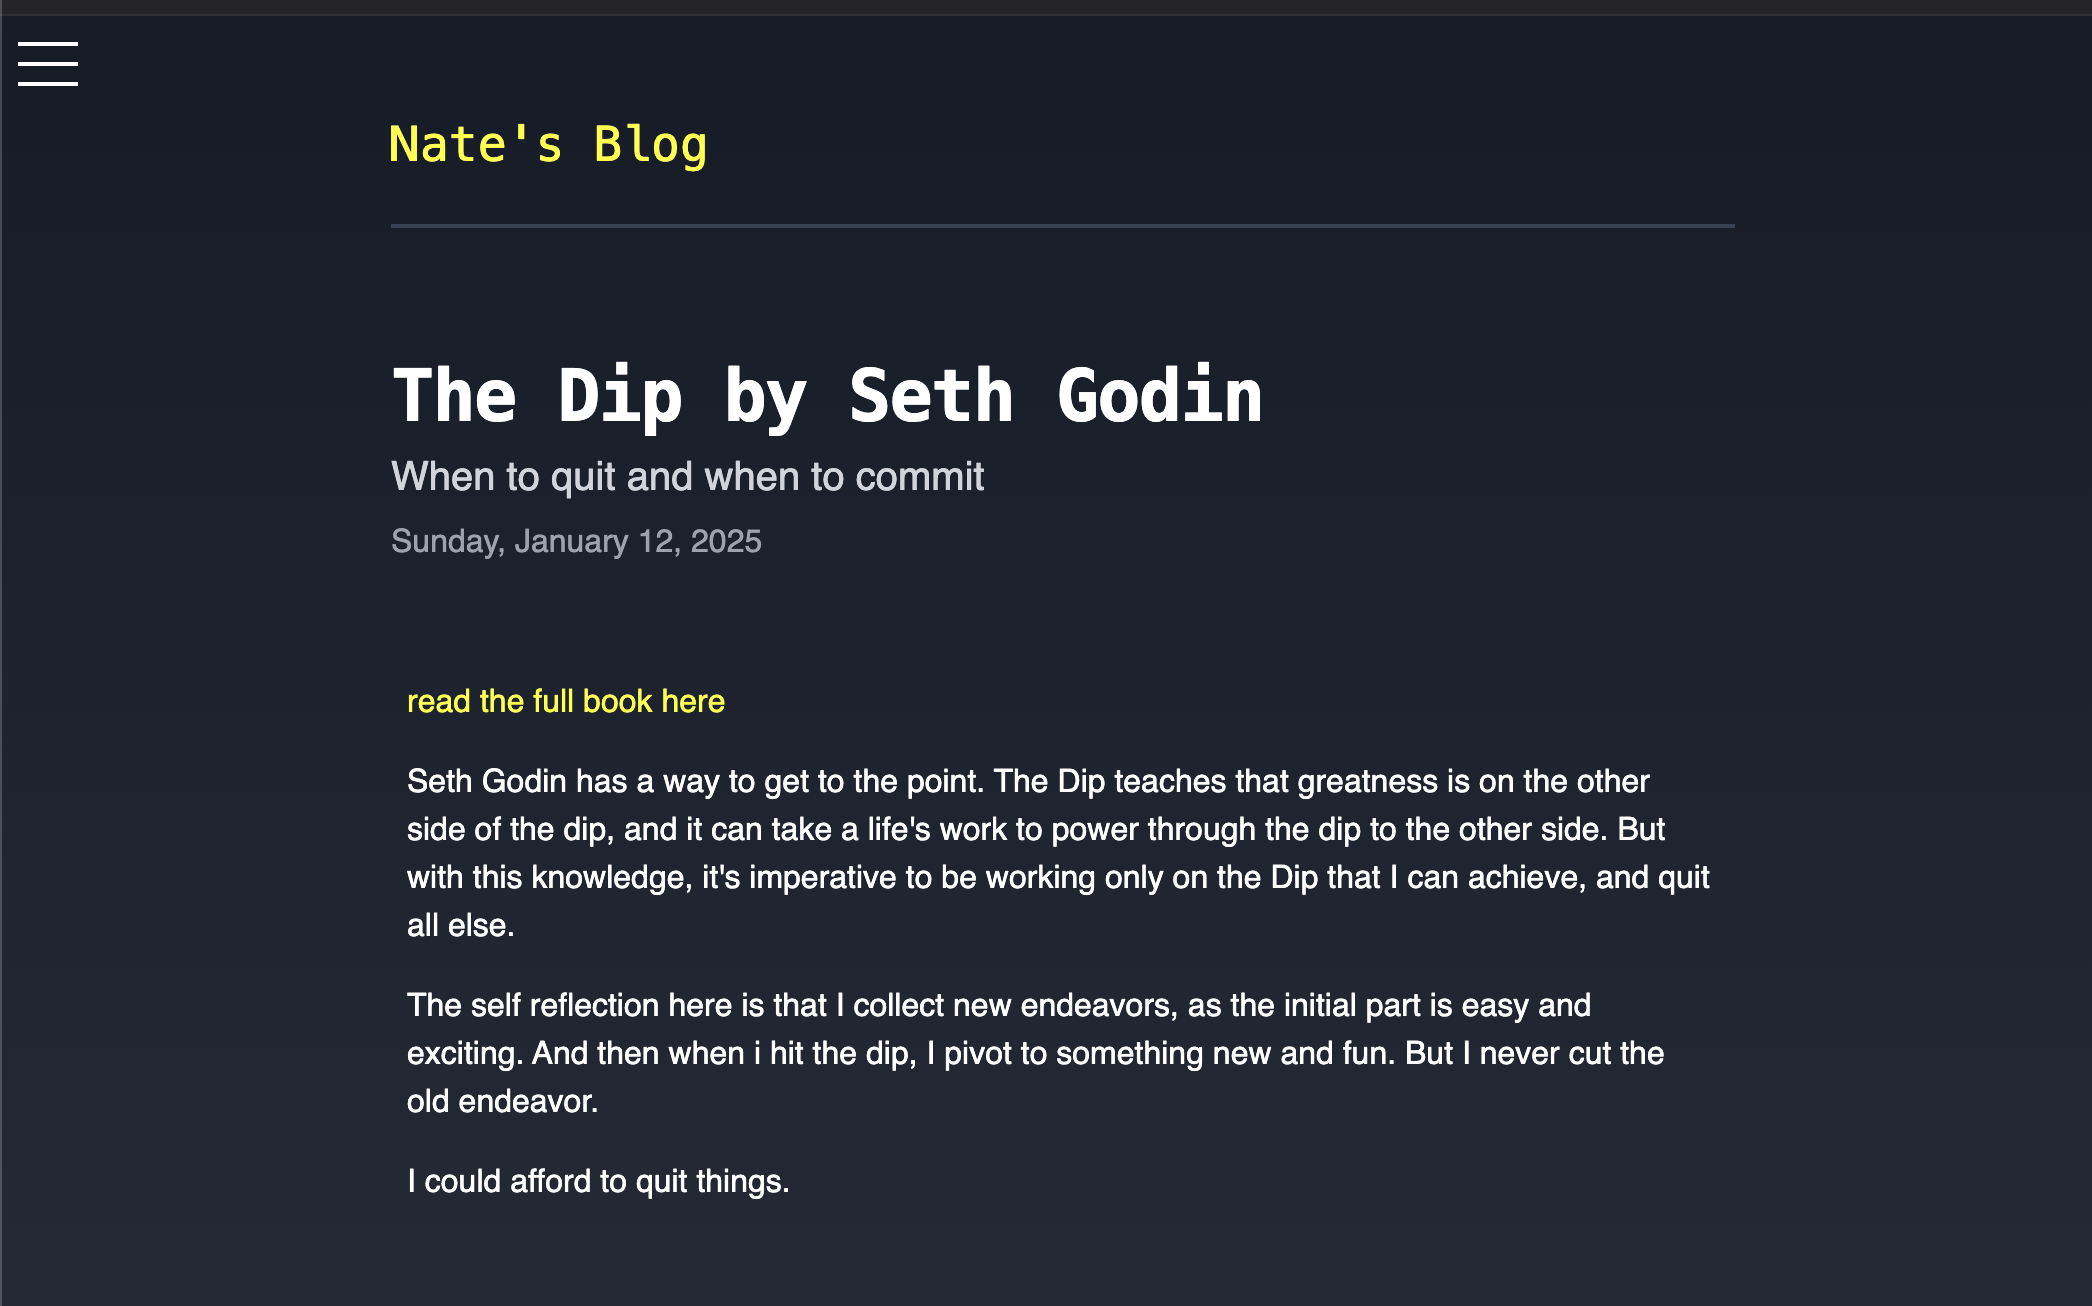 Nate's Blog
The Dip by Seth Godin
When to quit and when to commit
Sunday, January 12, 2025
read the full book here
Seth Godin has a way to get to the point. The Dip teaches that greatness is on the other
side of the dip, and it can take a life's work to power through the dip to the other side. But
with this knowledge, it's imperative to be working only on the Dip that I can achieve, and quit
all else.
The self reflection here is that I collect new endeavors, as the initial part is easy and
exciting. And then when i hit the dip, I pivot to something new and fun. But I never cut the
old endeavor.
I could afford to quit things.